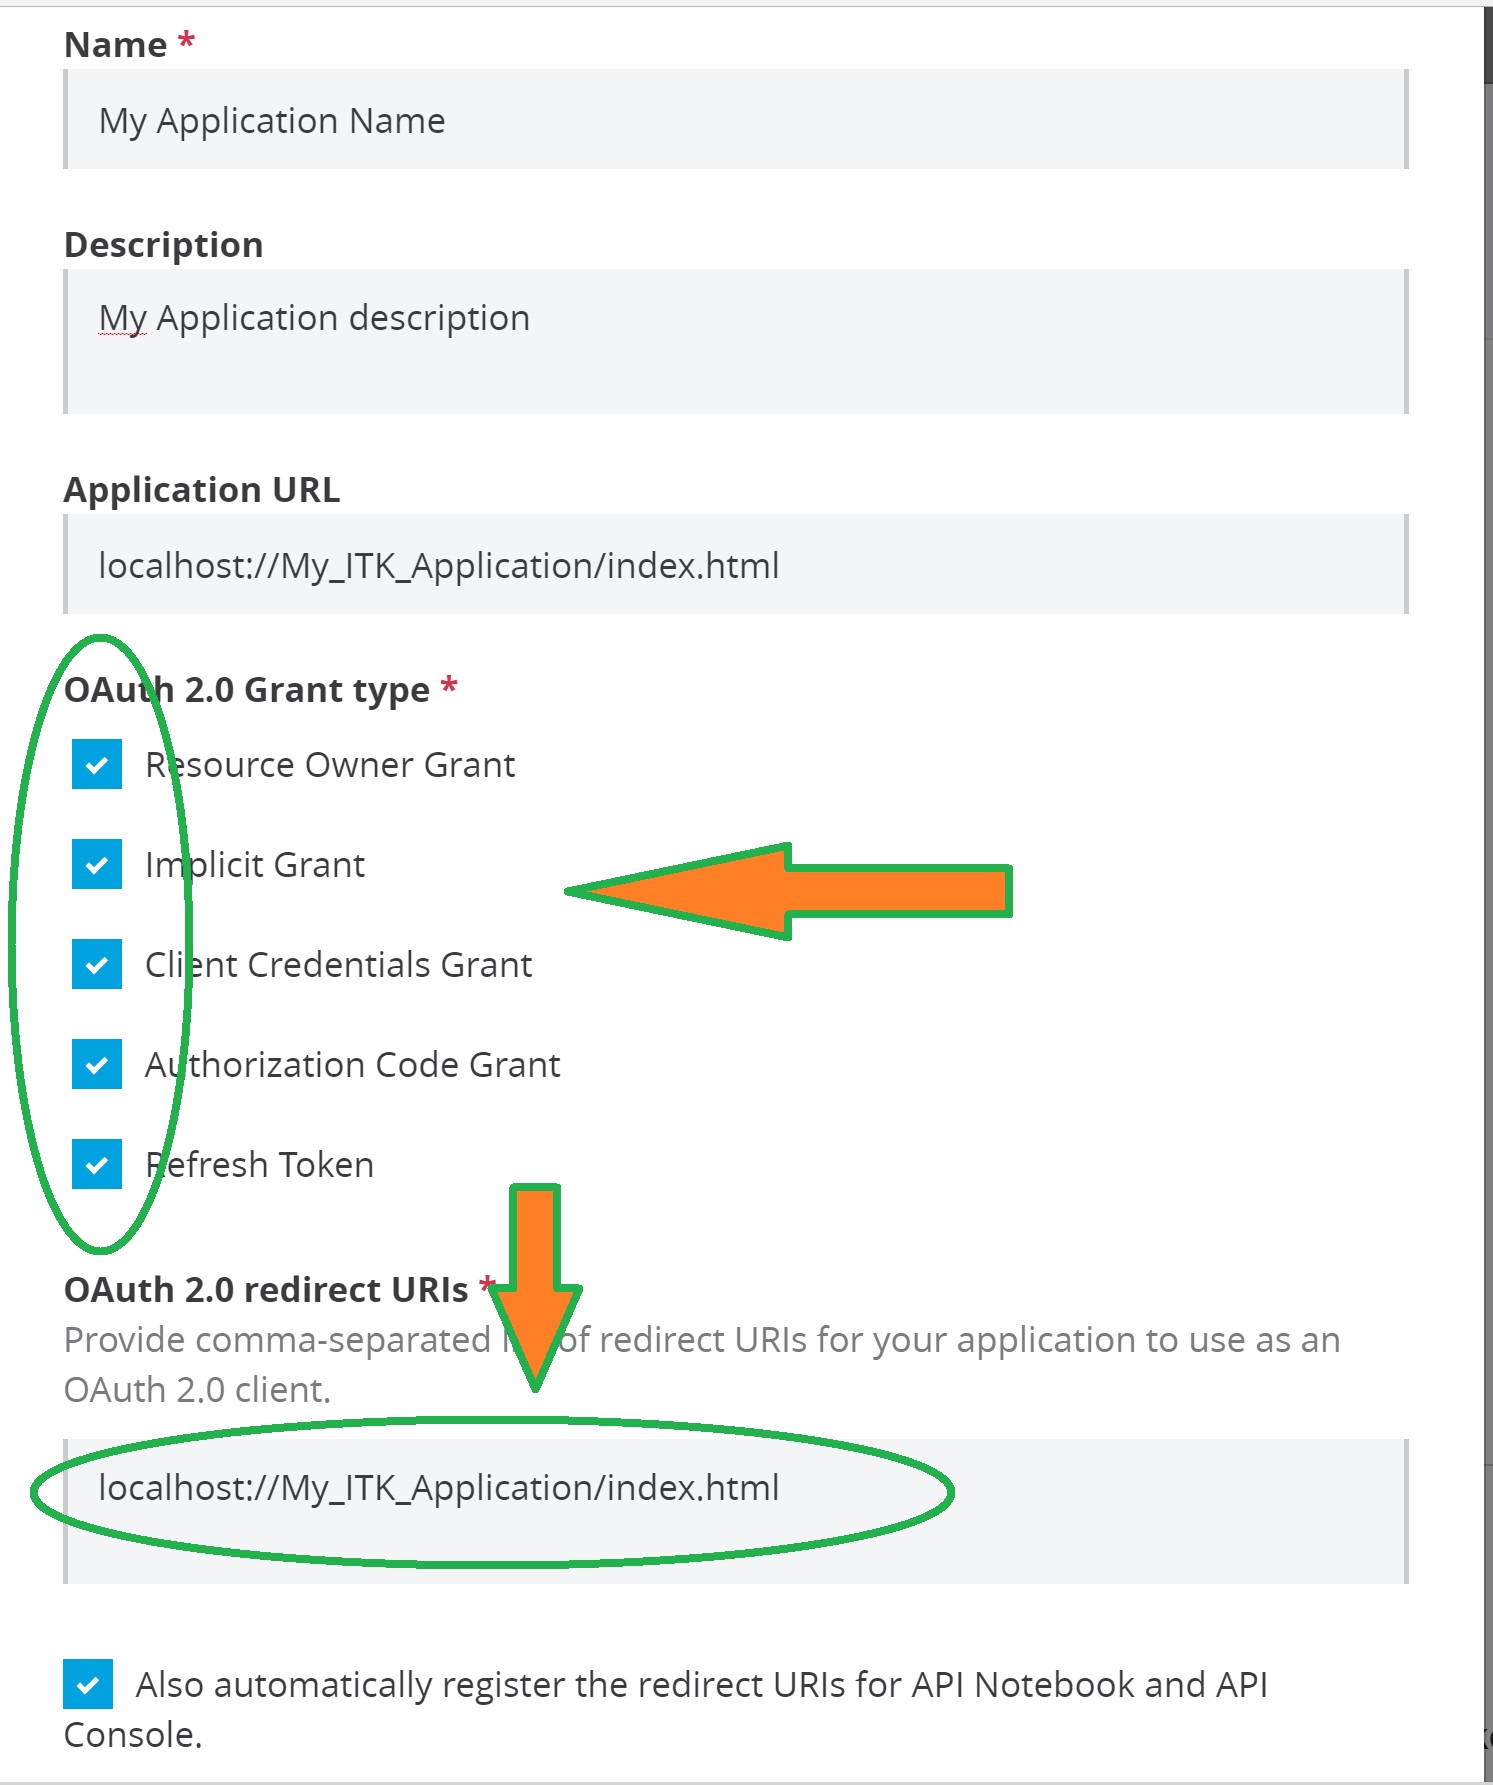 Name *
My Application Name
Description
My Application description
Application URL
localhost://My_ITK_Application/index.html
OAuth 2.0 Grant type *
Resource Owner Grant
Implicit Grant
Client Credentials Grant
Authorization Code Grant
Refresh Token
OAuth 2.0 redirect URIs *
Provide comma-separated of redirect URIs for your application to use as an
OAuth 2.0 client.
localhost://My_ITK_Application/index.html
Also automatically register the redirect URIs for API Notebook and API
Console.